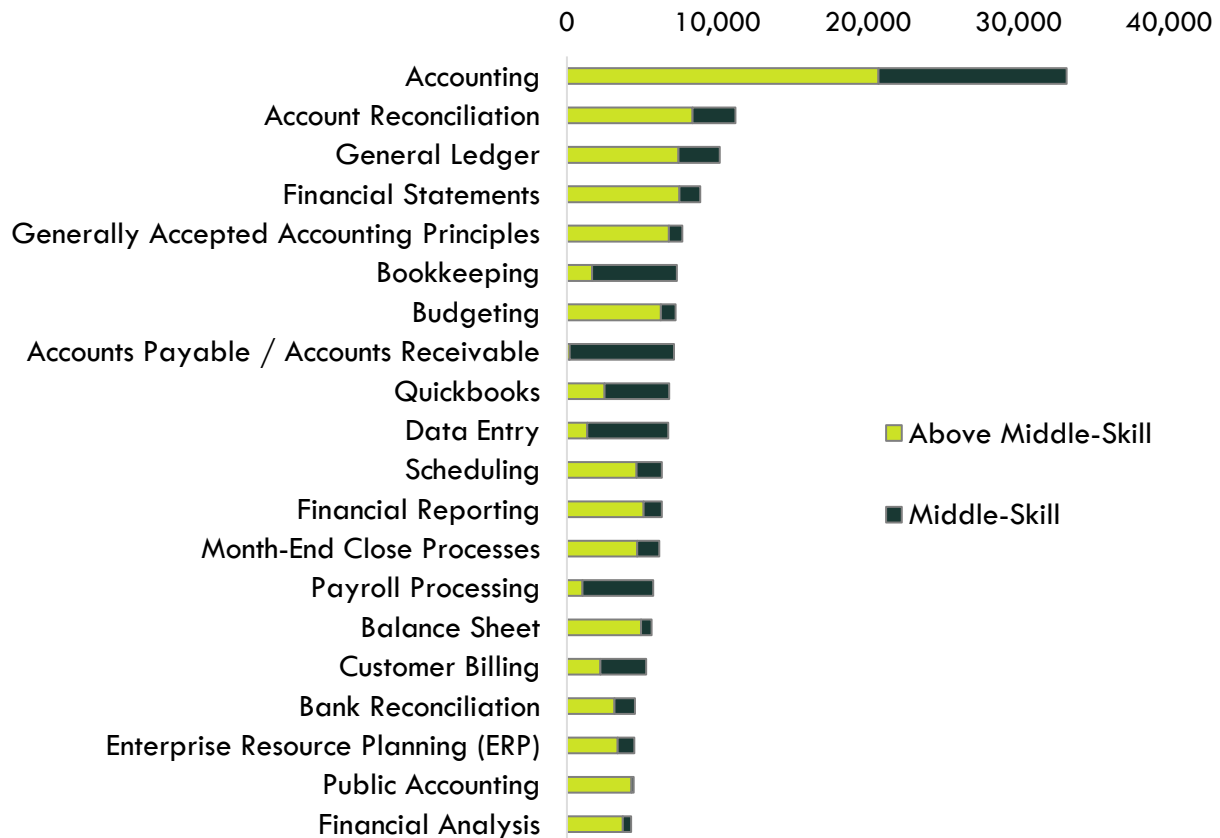 0 10,000 20,000 30,000 40,000
Accounting
Account Reconciliation
General Ledger
Financial Statements
Generally Accepted Accounting Principles
Bookkeeping
Budgeting
Accounts Payable / Accounts Receivable
Quickbooks
Data Entry
Scheduling
Financial Reporting
Month-End Close Processes
Payroll Processing
Balance Sheet
Customer Billing
Bank Reconciliation
Enterprise Resource Planning (ERP)
Public Accounting
Financial Analysis
Above Middle-Skill
Middle-Skill